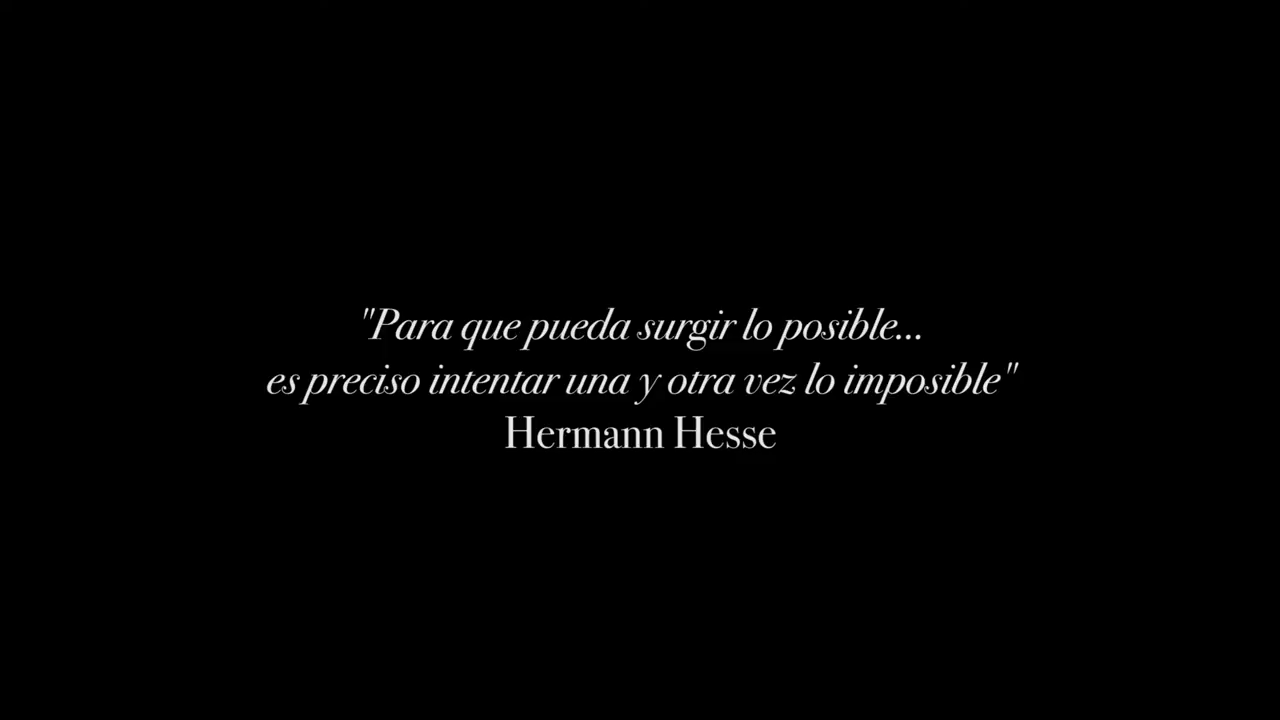 "Para que pueda surgir lo posible...
es preciso intentar una y otra vez lo imposible"
Hermann Hesse